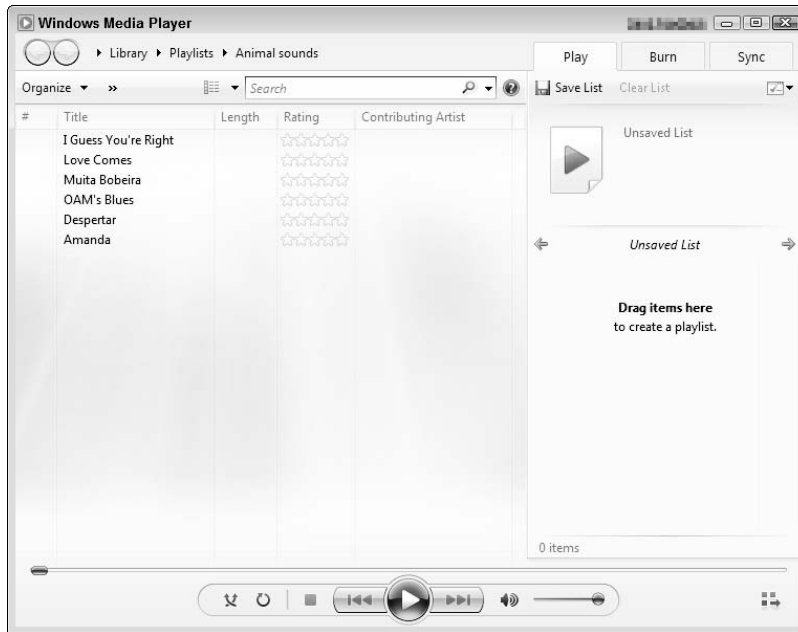 Windows Media Player
Library Playlists Animal sounds
Play Burn Sync
Organize » Search
Save List Clear List
# Title Length Rating Contributing Artist
I Guess You're Right
Love Comes
Muita Bobeira
OAM's Blues
Despertar
Amanda
Unsaved List
Unsaved List
Drag items here
to create a playlist.
0 items